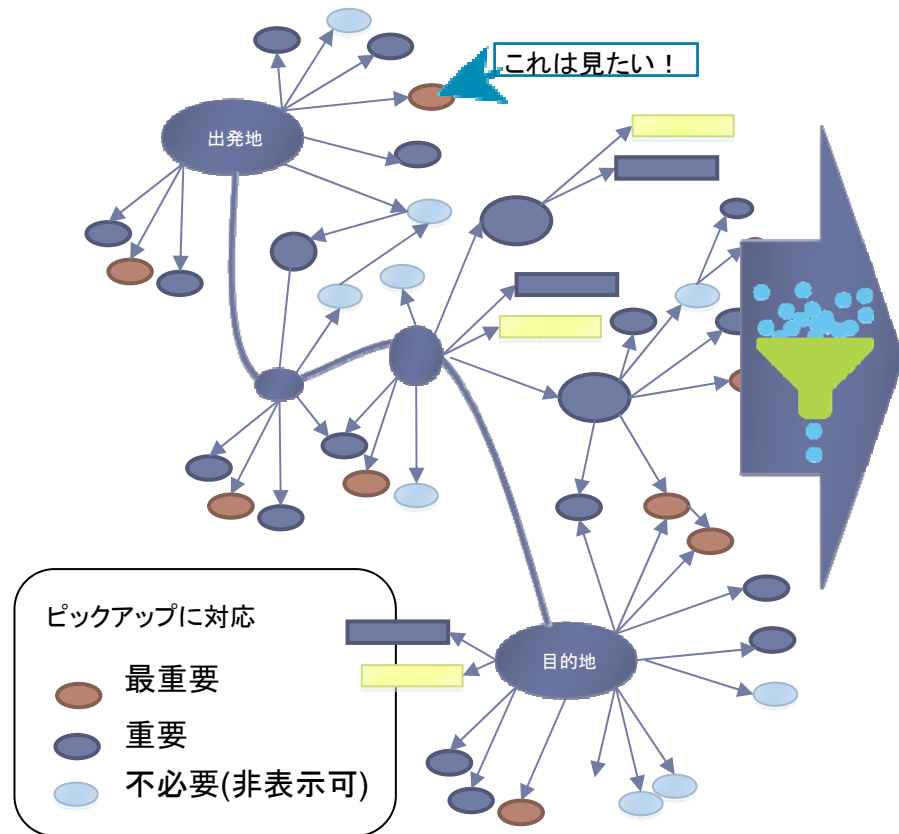 これは見たい！
出発地
目的地
ピックアップに対応
最重要
重要
不必要(非表示可)